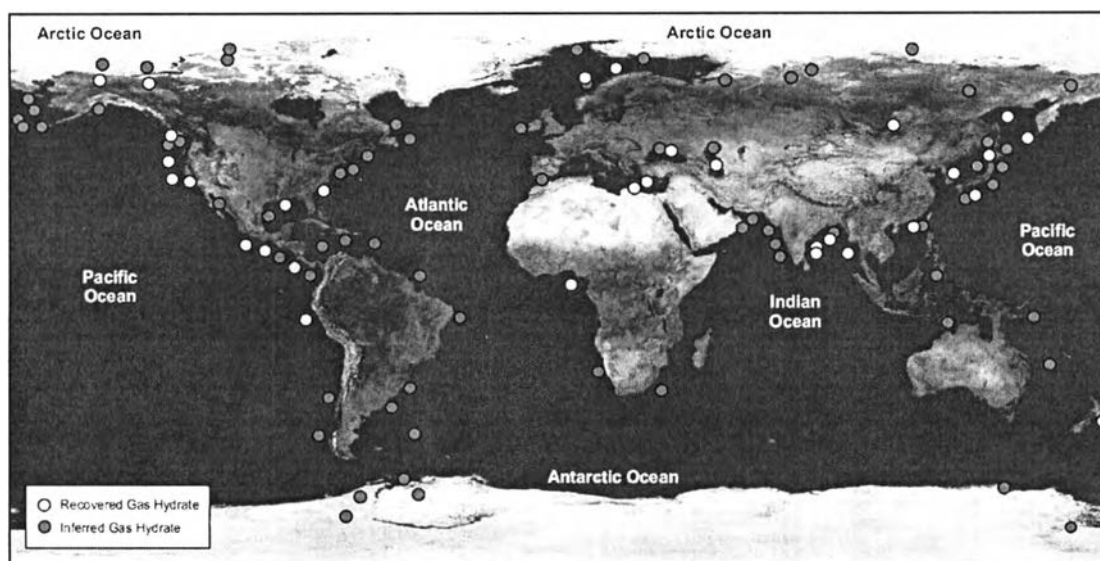 Arctic Ocean
Arctic Ocean
Atlantic
Ocean
Pacific
Ocean
Pacific
Ocean
Indian
Ocean
Antarctic Ocean
Recovered Gas Hydrate
Inferred Gas Hydrate